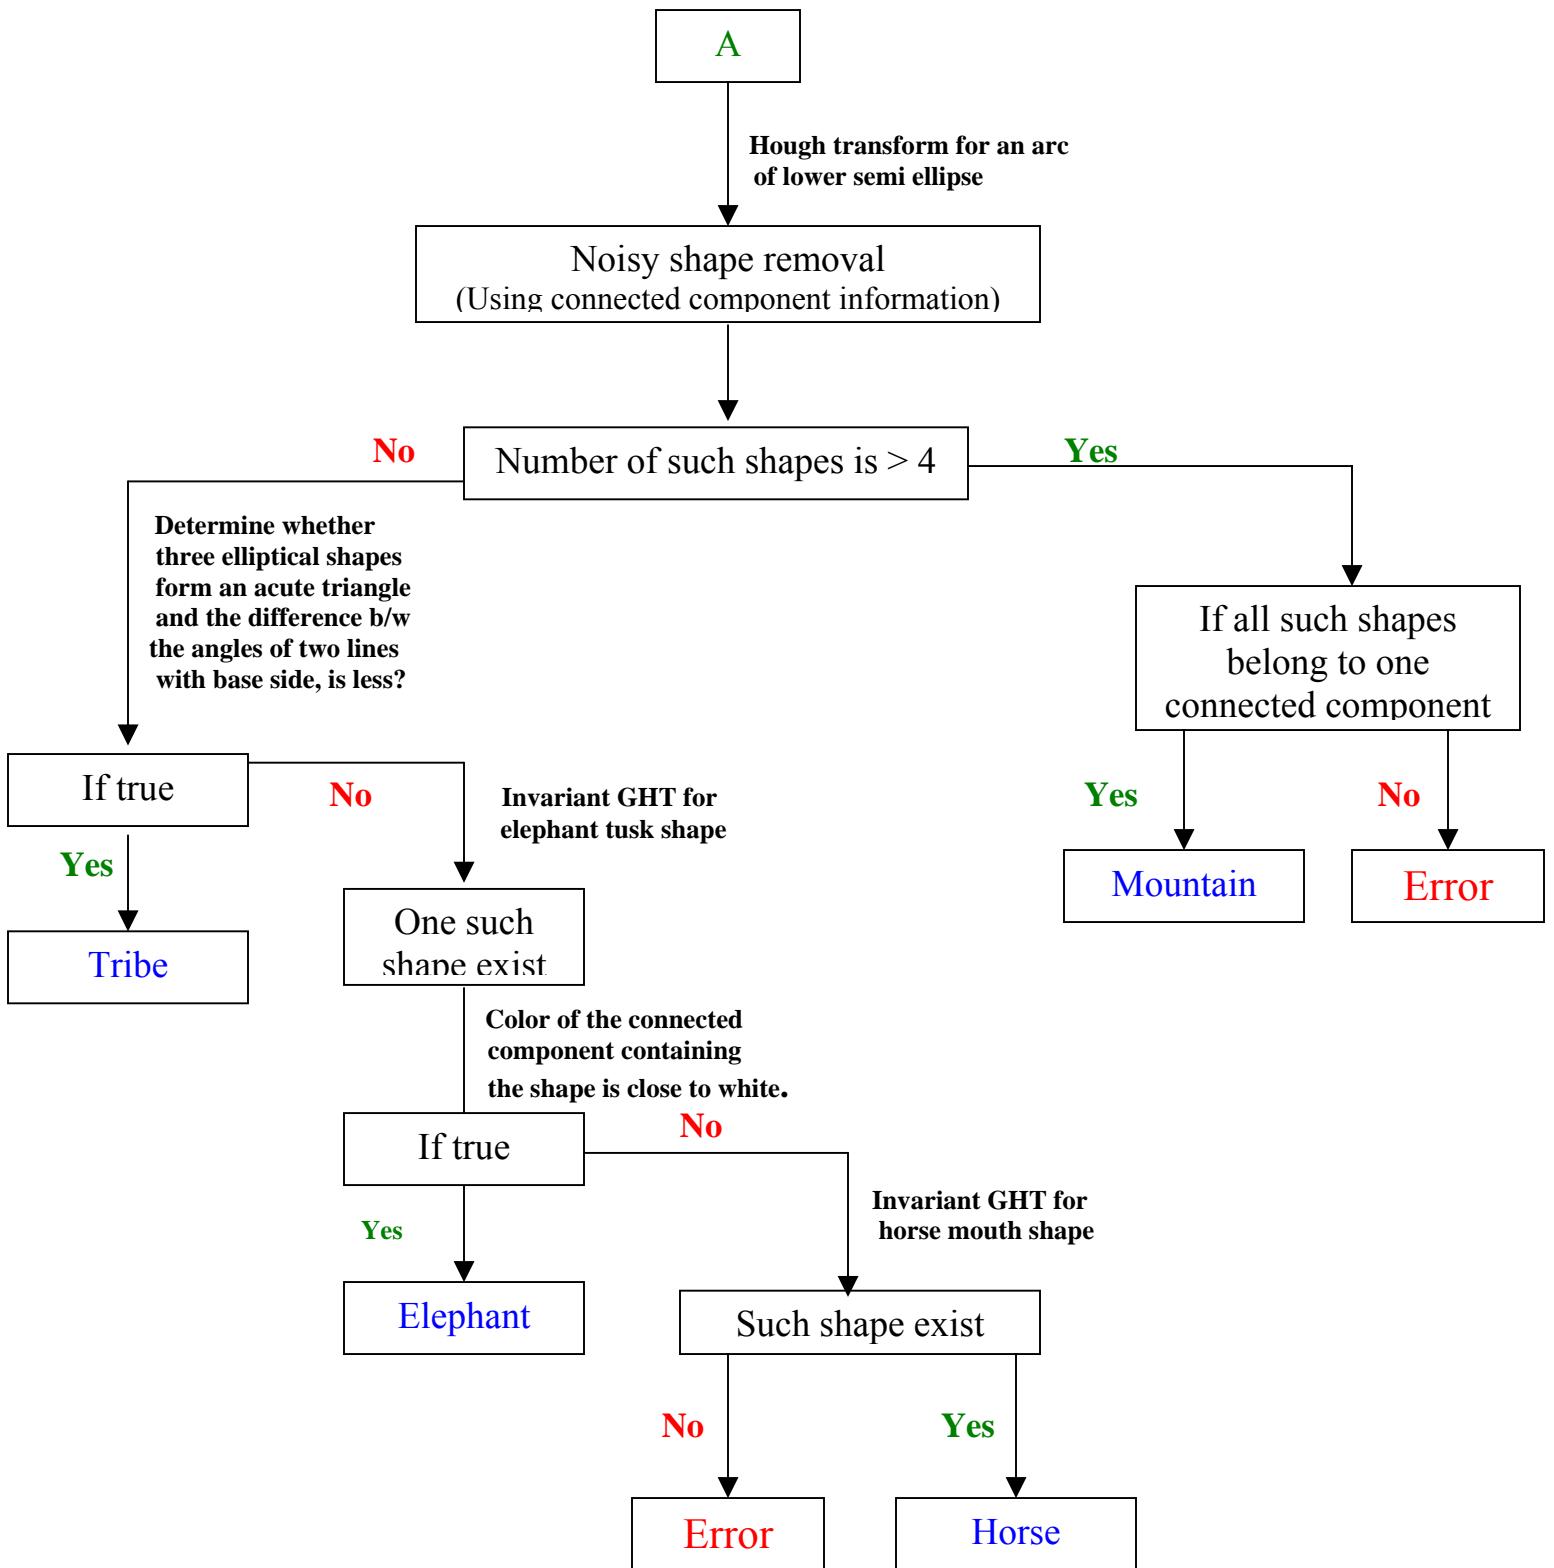 A
Hough transform for an arc
of lower semi ellipse
Noisy shape removal
(Using connected component information)
Number of such shapes is > 4
No
Yes
Determine whether
three elliptical shapes
form an acute triangle
and the difference b/w
the angles of two lines
with base side, is less?
If all such shapes
belong to one
connected component
If true
No
Yes
Invariant GHT for
elephant tusk shape
Yes
No
Mountain
Error
Tribe
One such
shape exist
Color of the connected
component containing
the shape is close to white.
If true
No
Yes
Invariant GHT for
horse mouth shape
Elephant
Such shape exist
No
Yes
Error
Horse